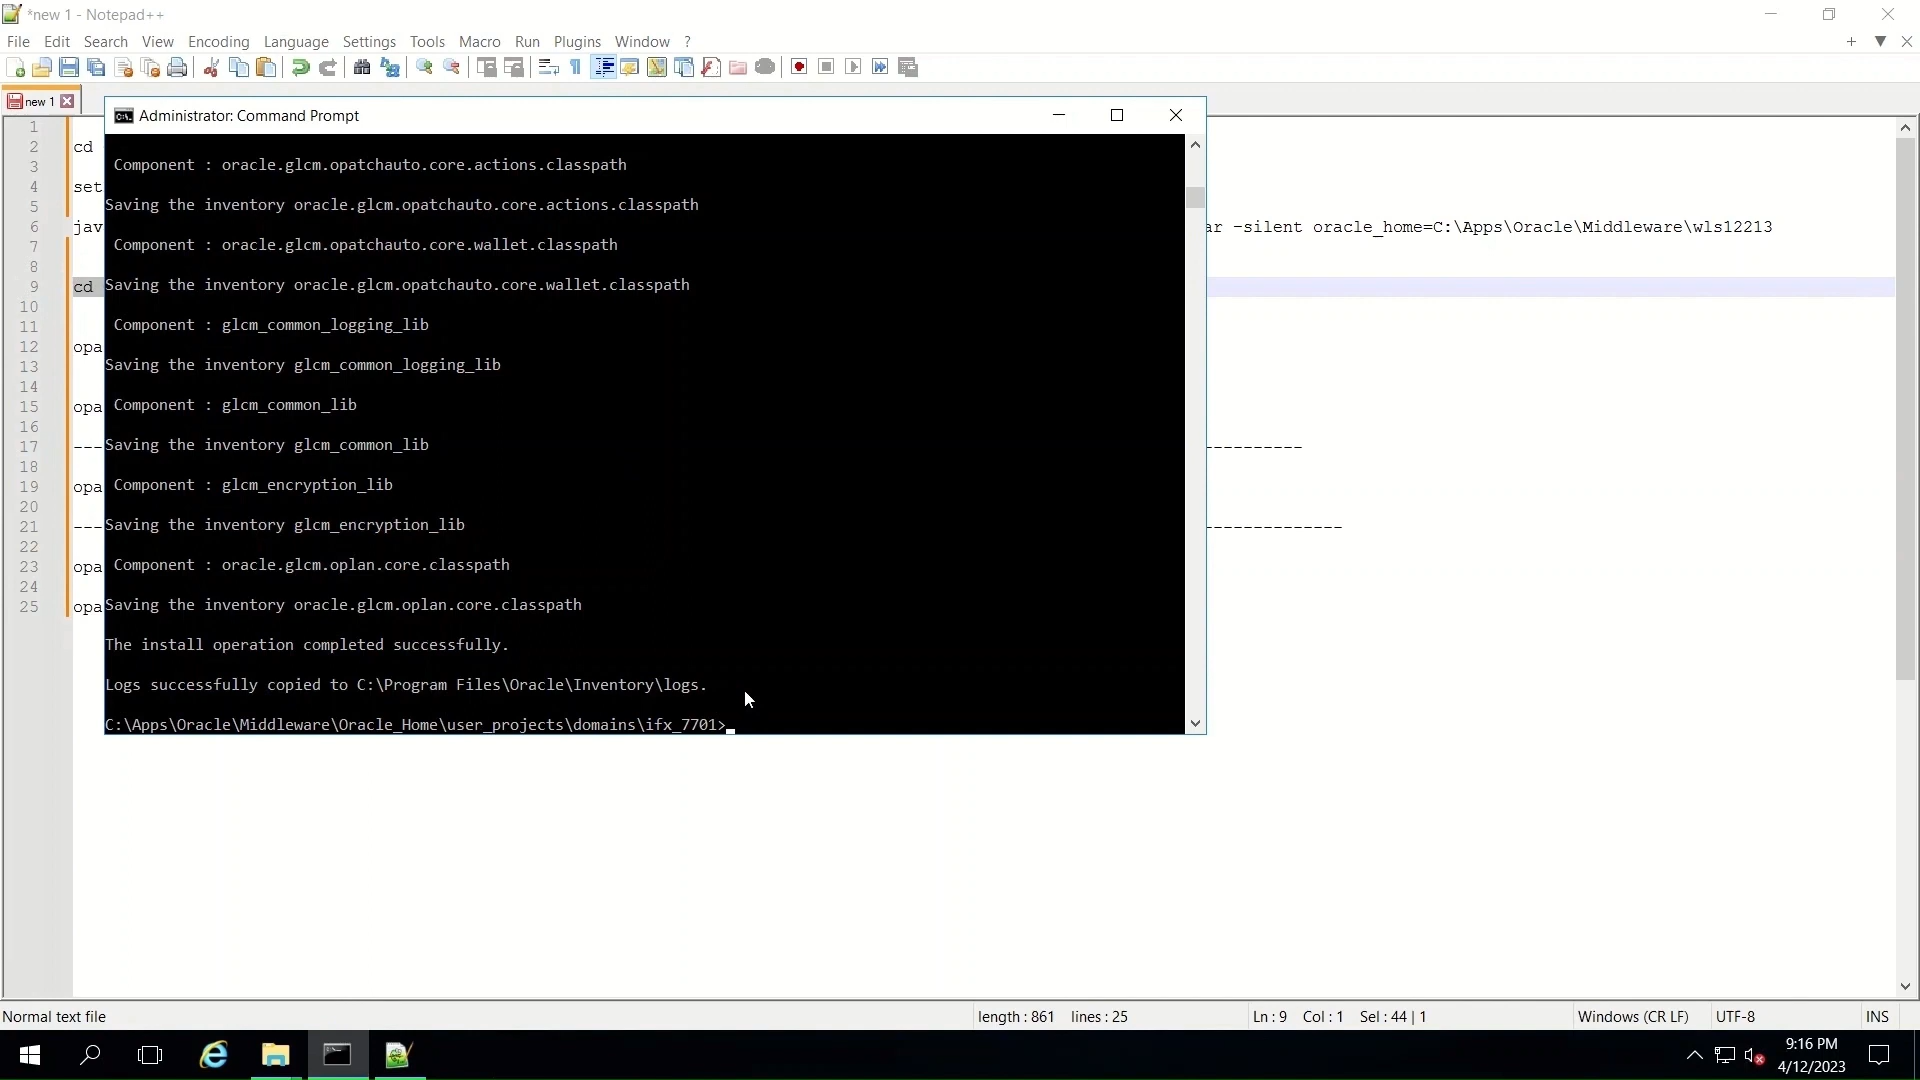 *new 1 - Notepad++
File Edit Search View Encoding Language Settings Tools Macro Run Plugins Window ?
new 1
Administrator: Command Prompt
1
2 cd
3
4 set
5
6 jav
ar -silent oracle_home=C:\Apps\Oracle\Middleware\wls12213
7
8
9 cd
10
11
12 opa
13
14
15 opa
16
17 ---
------------
18
19 opa
20
21 ---
---------------
22
23 opa
24
25 opa
Component : oracle.glcm.opatchauto.core.actions.classpath
Saving the inventory oracle.glcm.opatchauto.core.actions.classpath
Component : oracle.glcm.opatchauto.core.wallet.classpath
Saving the inventory oracle.glcm.opatchauto.core.wallet.classpath
Component : glcm_common_logging_lib
Saving the inventory glcm_common_logging_lib
Component : glcm_common_lib
Saving the inventory glcm_common_lib
Component : glcm_encryption_lib
Saving the inventory glcm_encryption_lib
Component : oracle.glcm.oplan.core.classpath
Saving the inventory oracle.glcm.oplan.core.classpath
The install operation completed successfully.
Logs successfully copied to C:\Program Files\Oracle\Inventory\logs.
C:\Apps\Oracle\Middleware\Oracle_Home\user_projects\domains\ifx_7701>_
Normal text file length : 861 lines : 25 Ln : 9 Col : 1 Sel : 44 | 1 Windows (CR LF) UTF-8 INS
9:16 PM
4/12/2023